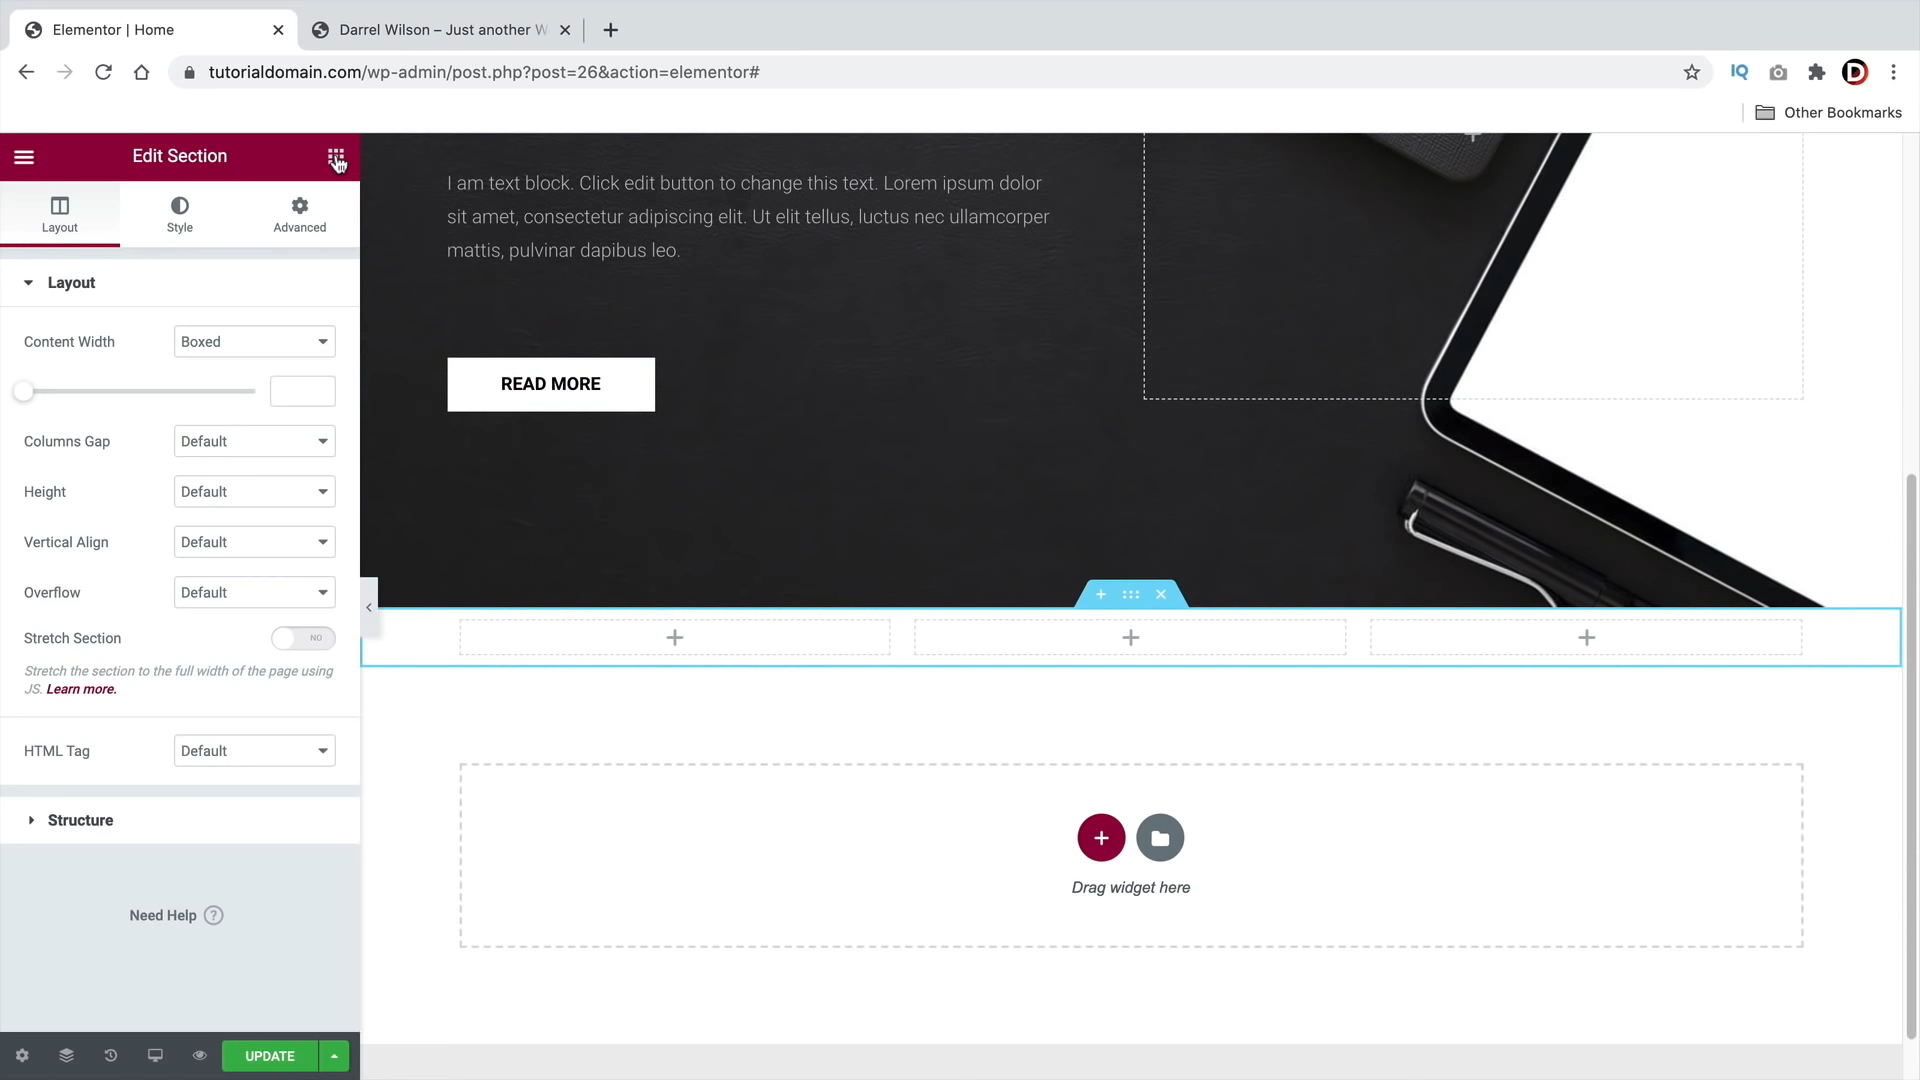 Elementor | Home
Darrel Wilson – Just another W
tutorialdomain.com/wp-admin/post.php?post=26&action=elementor#
IQ
D
Other Bookmarks
Edit Section
Layout
Style
Advanced
Layout
Content Width
Boxed
Columns Gap
Default
Height
Default
Vertical Align
Default
Overflow
Default
Stretch Section
NO
Stretch the section to the full width of the page using
JS. Learn more.
HTML Tag
Default
Structure
Need Help ?
UPDATE
I am text block. Click edit button to change this text. Lorem ipsum dolor
sit amet, consectetur adipiscing elit. Ut elit tellus, luctus nec ullamcorper
mattis, pulvinar dapibus leo.
READ MORE
Drag widget here